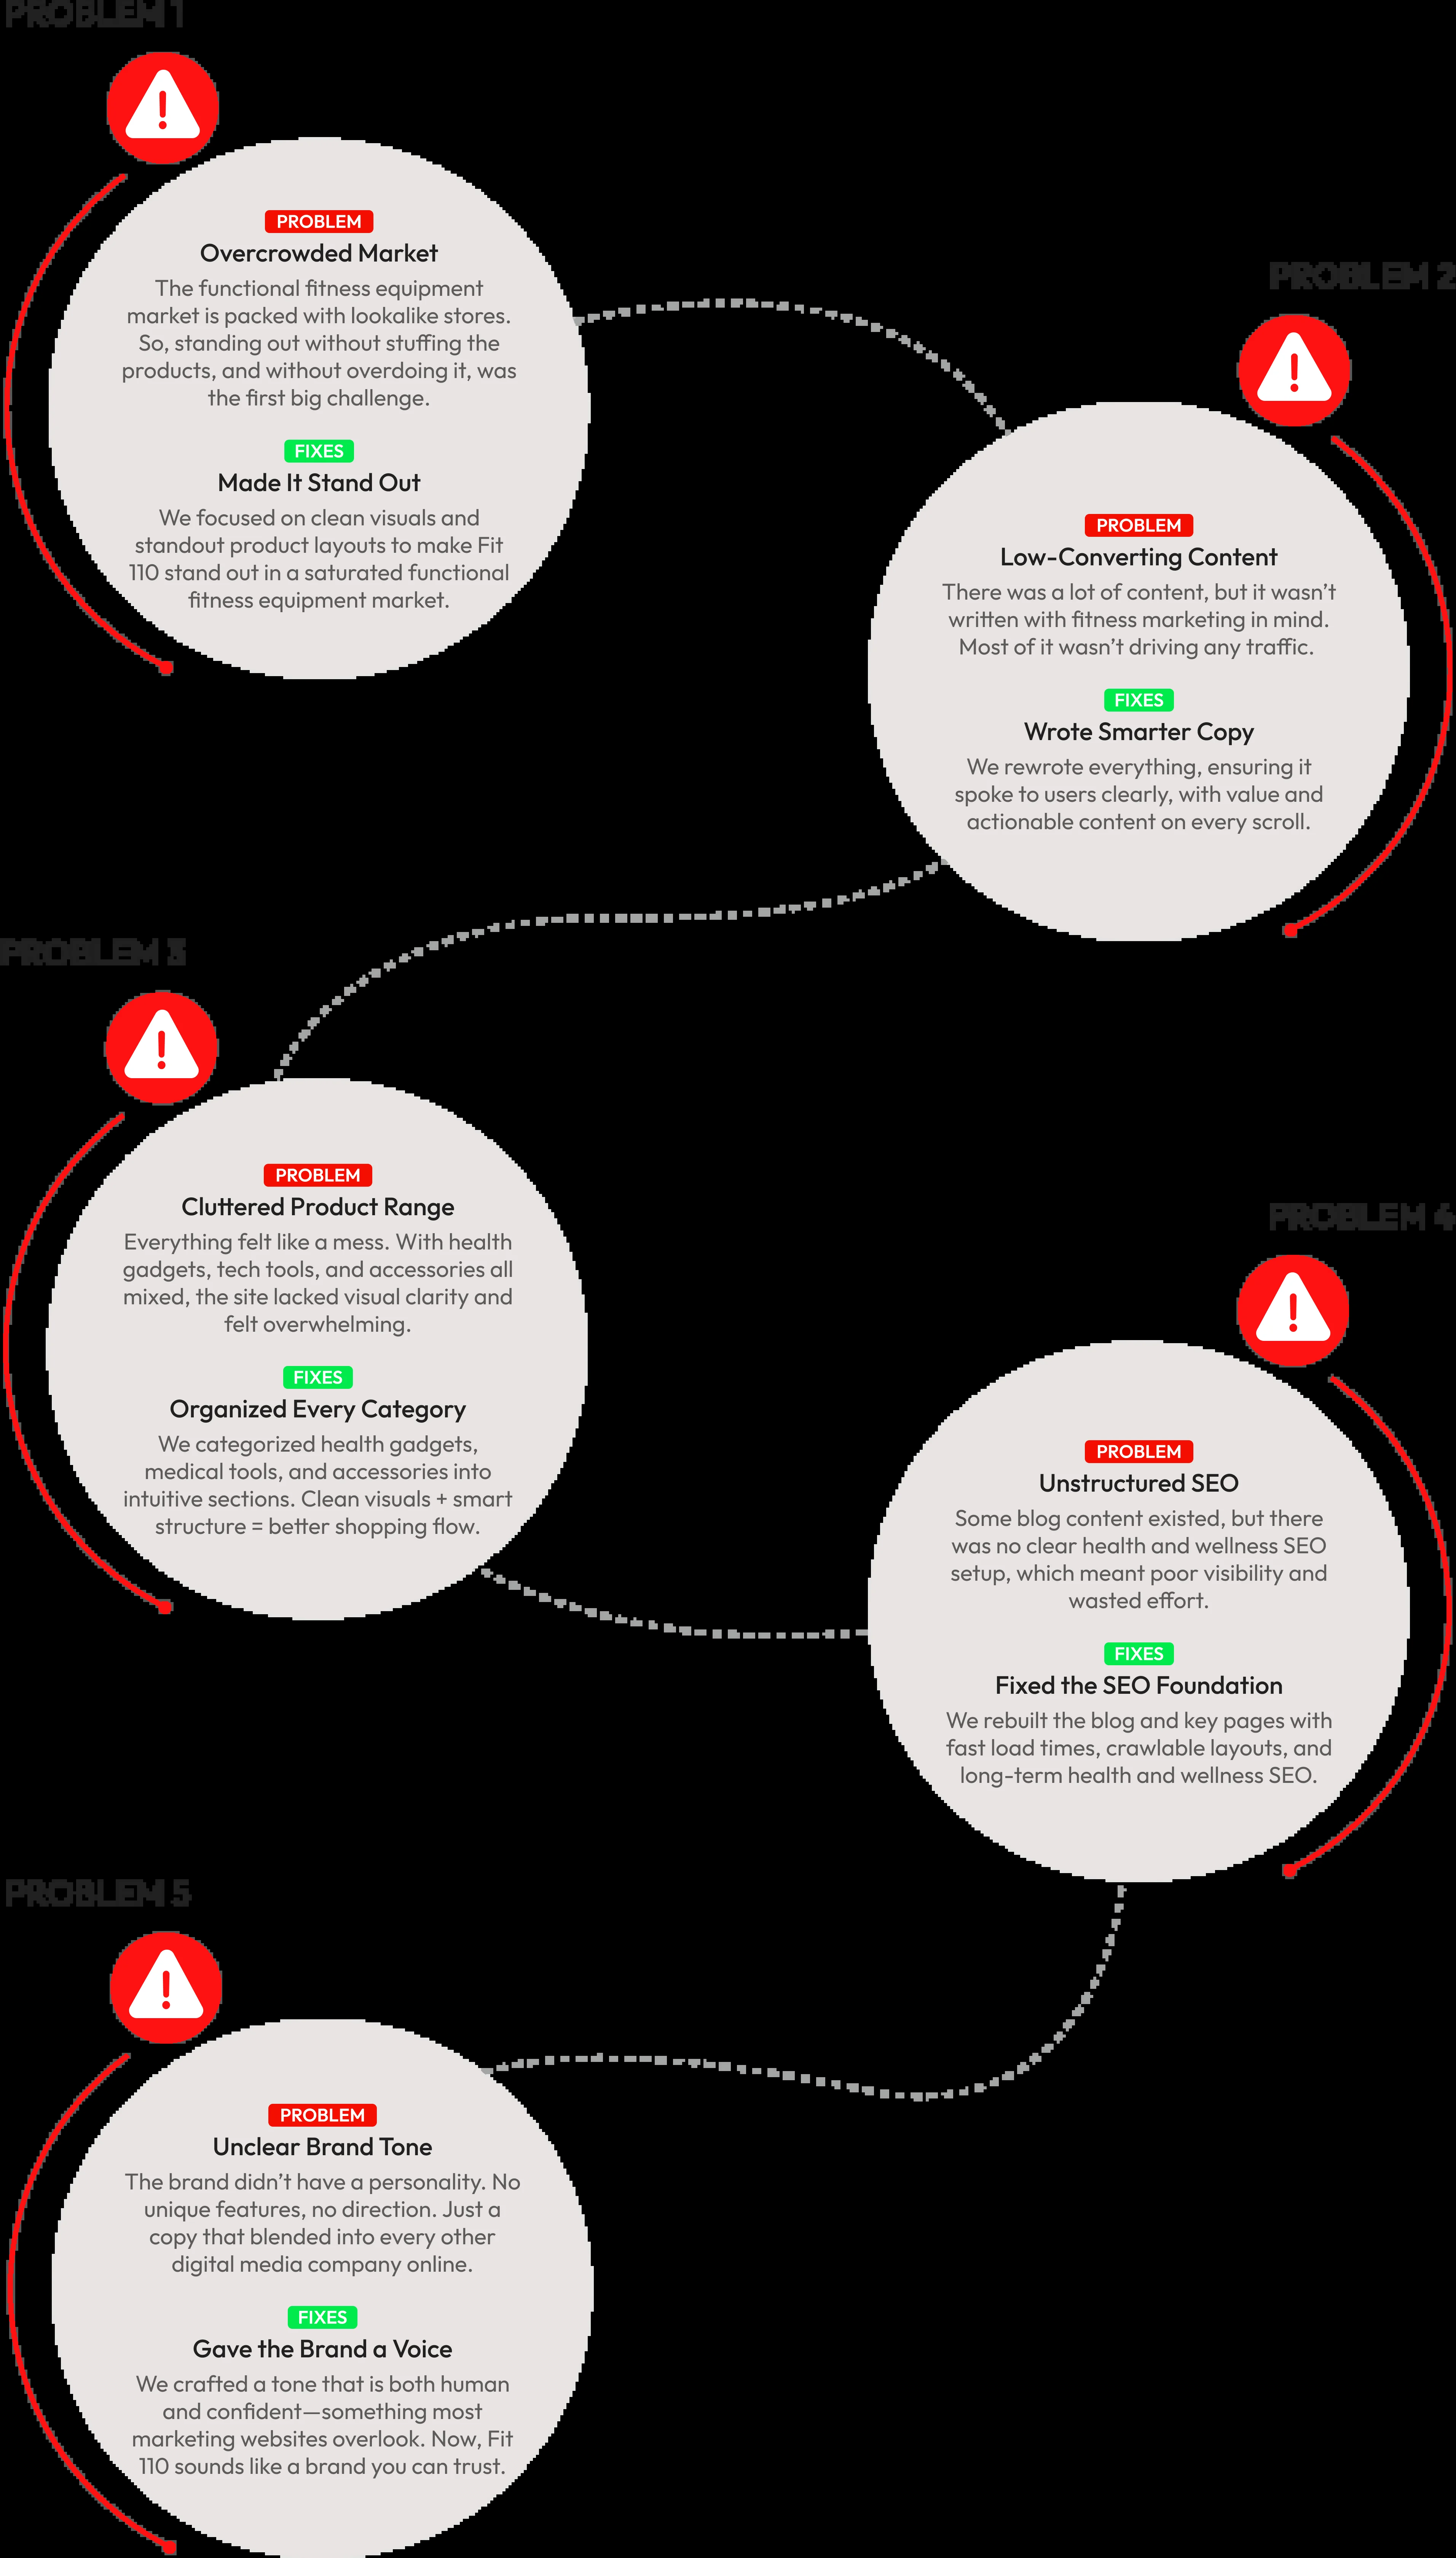 PROBLEM 1
PROBLEM
Overcrowded Market
The functional fitness equipment
market is packed with lookalike stores.
So, standing out without stuffing the
products, and without overdoing it, was
the first big challenge.
FIXES
Made It Stand Out
We focused on clean visuals and
standout product layouts to make Fit
110 stand out in a saturated functional
fitness equipment market.
PROBLEM 2
PROBLEM
Low-Converting Content
There was a lot of content, but it wasn't
written with fitness marketing in mind.
Most of it wasn't driving any traffic.
FIXES
Wrote Smarter Copy
We rewrote everything, ensuring it
spoke to users clearly, with value and
actionable content on every scroll.
PROBLEM 3
PROBLEM
Cluttered Product Range
Everything felt like a mess. With health
gadgets, tech tools, and accessories all
mixed, the site lacked visual clarity and
felt overwhelming.
FIXES
Organized Every Category
We categorized health gadgets,
medical tools, and accessories into
intuitive sections. Clean visuals + smart
structure = better shopping flow.
PROBLEM 4
PROBLEM
Unstructured SEO
Some blog content existed, but there
was no clear health and wellness SEO
setup, which meant poor visibility and
wasted effort.
FIXES
Fixed the SEO Foundation
We rebuilt the blog and key pages with
fast load times, crawlable layouts, and
long-term health and wellness SEO.
PROBLEM 5
PROBLEM
Unclear Brand Tone
The brand didn't have a personality. No
unique features, no direction. Just a
copy that blended into every other
digital media company online.
FIXES
Gave the Brand a Voice
We crafted a tone that is both human
and confident—something most
marketing websites overlook. Now, Fit
110 sounds like a brand you can trust.